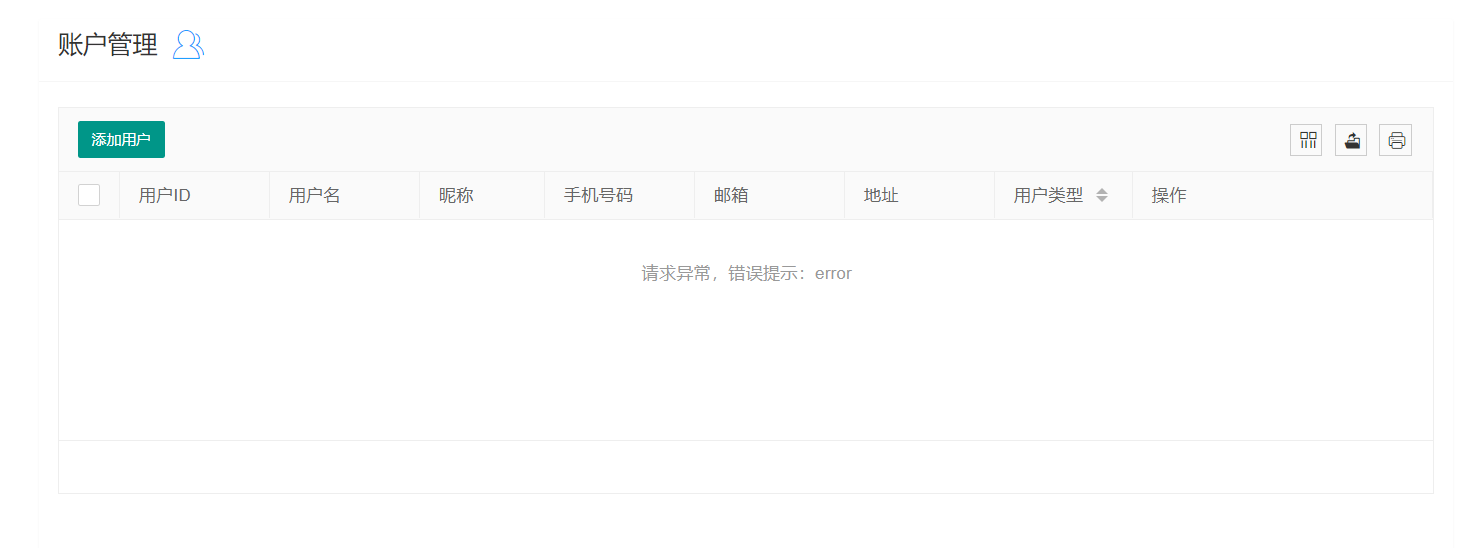 账户管理
添加用户
用户ID 用户名 昵称 手机号码 邮箱 地址 用户类型 操作
请求异常，错误提示：error